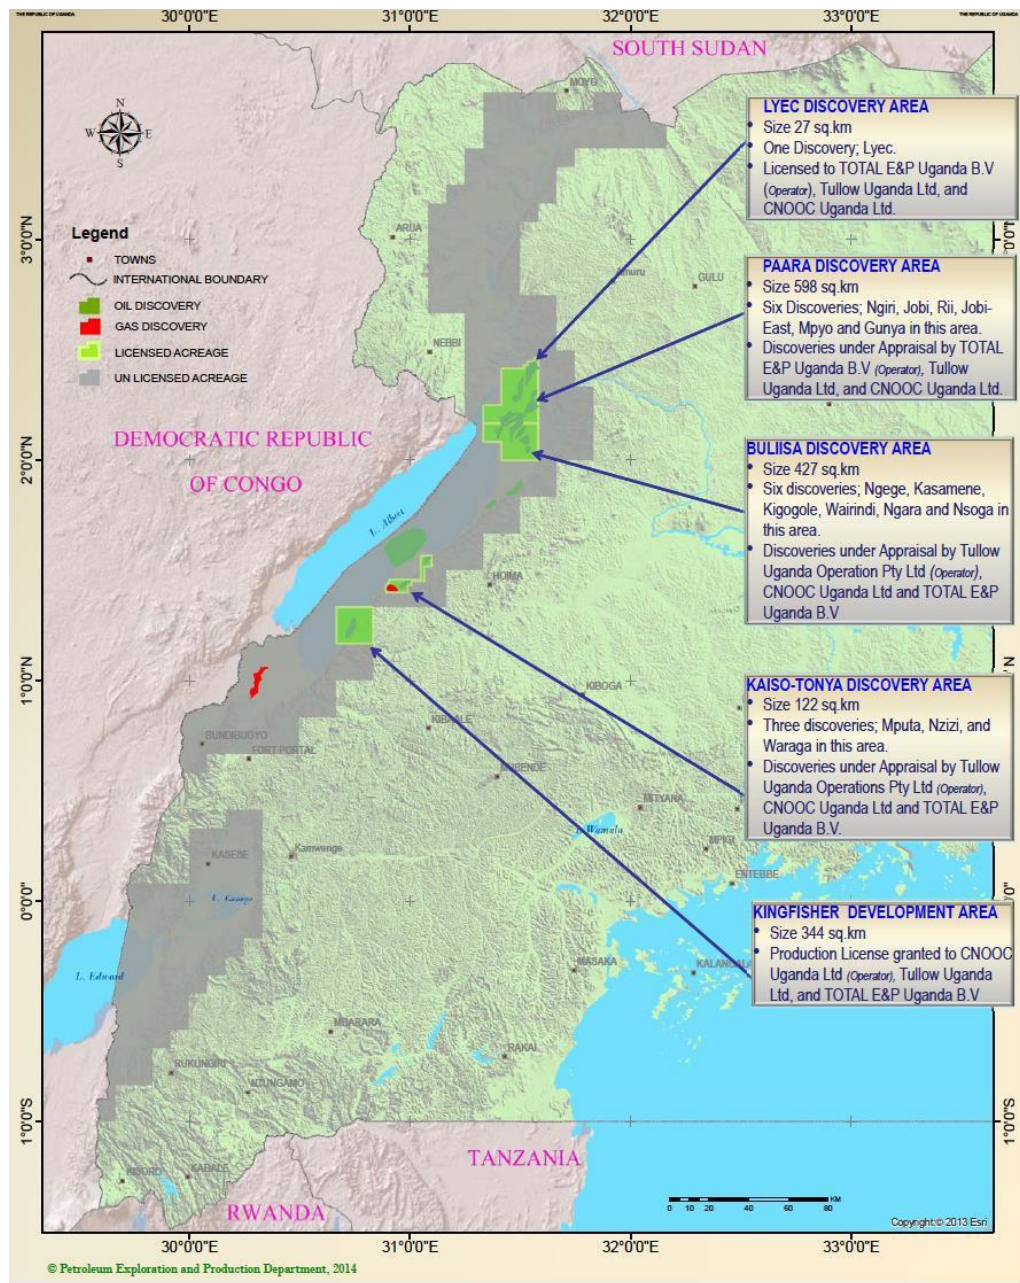 THE REPUBLIC OF UGANDA
THE REPUBLIC OF UGANDA
30°0'0"E
31°0'0"E
32°0'0"E
33°0'0"E
SOUTH SUDAN
MOYO
N
W
E
S
LYEC DISCOVERY AREA
• Size 27 sq.km
• One Discovery; Lyec.
• Licensed to TOTAL E&P Uganda B.V
(Operator), Tullow Uganda Ltd, and
CNOOC Uganda Ltd.
3°0'0"N
Legend
TOWNS
INTERNATIONAL BOUNDARY
OIL DISCOVERY
GAS DISCOVERY
LICENSED ACREAGE
UN LICENSED ACREAGE
ARUA
Amuru
GULU
NEBBI
PAARA DISCOVERY AREA
• Size 598 sq.km
• Six Discoveries; Ngiri, Jobi, Rii, Jobi-
East, Mpyo and Gunya in this area.
• Discoveries under Appraisal by TOTAL
E&P Uganda B.V (Operator), Tullow
Uganda Ltd, and CNOOC Uganda Ltd.
DEMOCRATIC REPUBLIC
OF CONGO
2°0'0"N
L. Albert
HOIMA
BULIISA DISCOVERY AREA
• Size 427 sq.km
• Six discoveries; Ngege, Kasamene,
Kigogole, Wairindi, Ngara and Nsoga in
this area.
• Discoveries under Appraisal by Tullow
Uganda Operation Pty Ltd (Operator),
CNOOC Uganda Ltd and TOTAL E&P
Uganda B.V
1°0'0"N
KIBOGA
KIBAALE
BUNDIBUGYO
FORT PORTAL
MUBENDE
MITYANA
L. Wamala
MPIGI
KAISO-TONYA DISCOVERY AREA
• Size 122 sq.km
• Three discoveries; Mputa, Nzizi, and
Waraga in this area.
• Discoveries under Appraisal by Tullow
Uganda Operations Pty Ltd (Operator),
CNOOC Uganda Ltd and TOTAL E&P
Uganda B.V.
KASESE
Kamwenge
ENTEBBE
0°0'0"
L. George
L. Edward
MASAKA
KALANGALA
KINGFISHER DEVELOPMENT AREA
• Size 344 sq.km
• Production License granted to CNOOC
Uganda Ltd (Operator), Tullow Uganda
Ltd, and TOTAL E&P Uganda B.V
MBARARA
RAKAI
RUKUNGIRI
NTUNGAMO
1°0'0"S
1°0'0"S
KISORO
KABALE
TANZANIA
RWANDA
KM
0 10 20 40 60 80
Copyright:© 2013 Esri
30°0'0"E
31°0'0"E
32°0'0"E
33°0'0"E
© Petroleum Exploration and Production Department, 2014